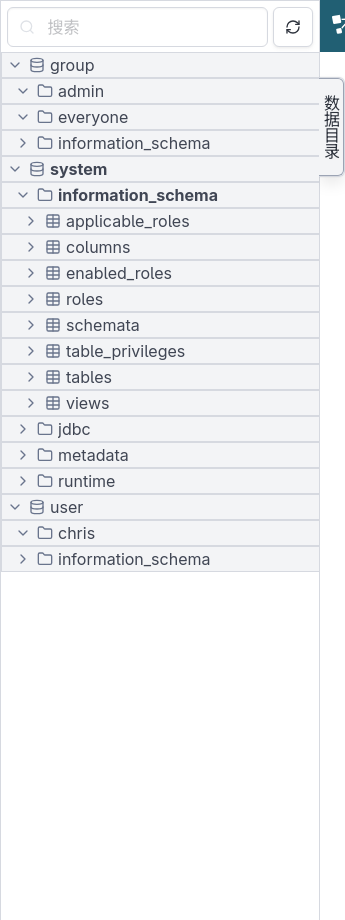 搜索
group
admin
everyone
information_schema
system
information_schema
applicable_roles
columns
enabled_roles
roles
schemata
table_privileges
tables
views
jdbc
metadata
runtime
user
chris
information_schema
数据目录